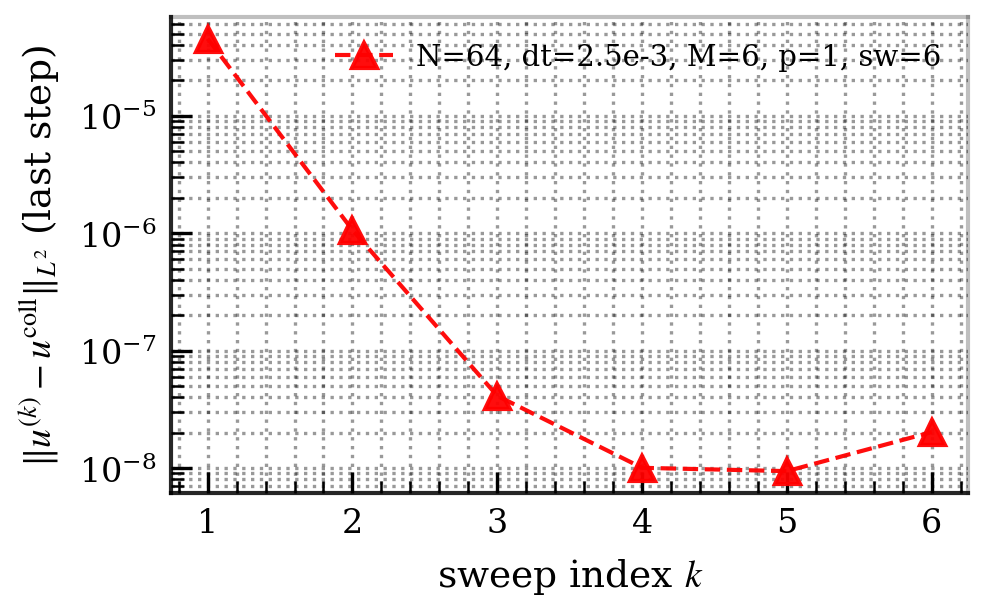 N=64, dt=2.5e-3, M=6, p=1, sw=6
||u^{(k)} − u^{coll}||_{L^2} (last step)
10^{−5}
10^{−6}
10^{−7}
10^{−8}
1 2 3 4 5 6
sweep index k